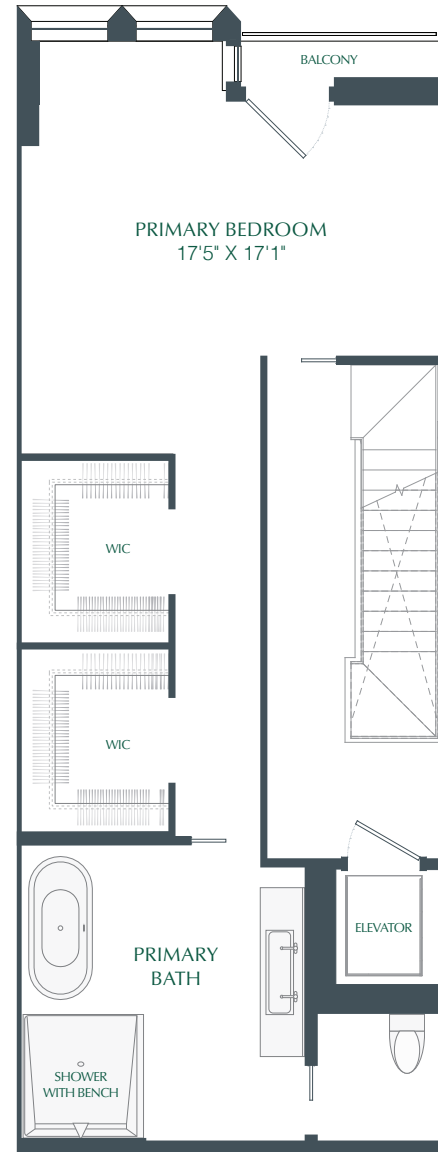 BALCONY
PRIMARY BEDROOM
17'5" X 17'1"
WIC
WIC
ELEVATOR
PRIMARY
BATH
SHOWER
WITH BENCH